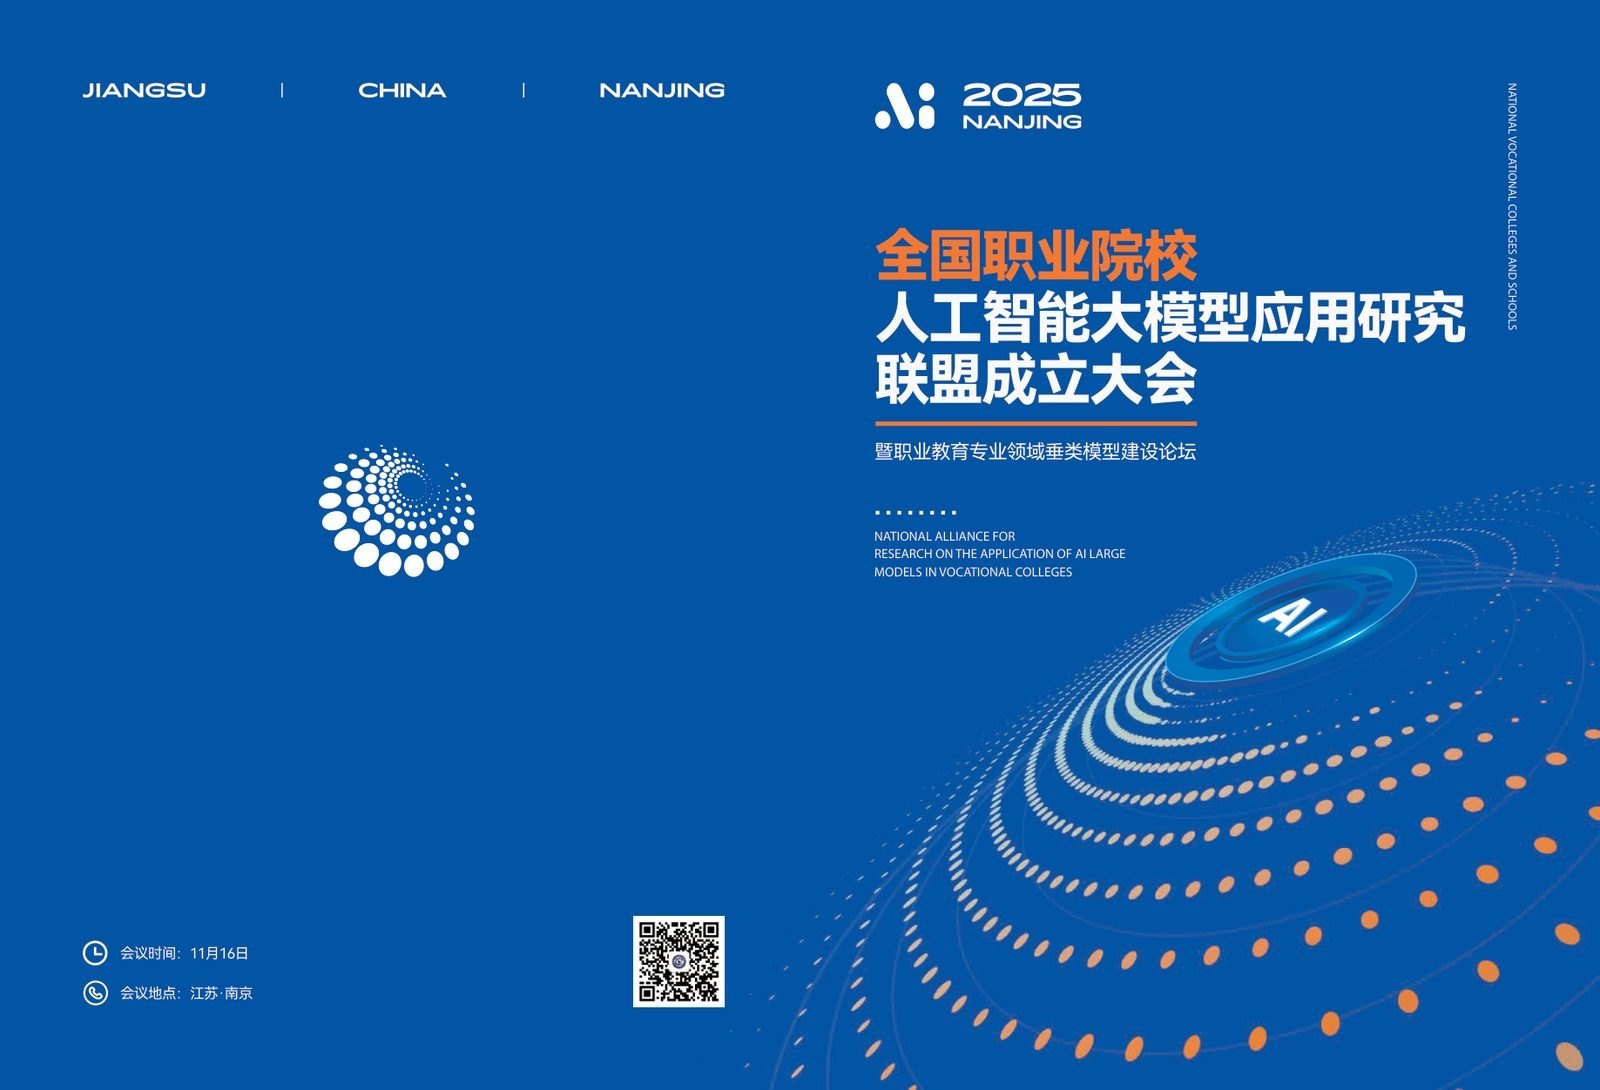 JIANGSU | CHINA | NANJING
会议时间：11月16日
会议地点：江苏·南京
Ai 2025
NANJING
NATIONAL VOCATIONAL COLLEGES AND SCHOOLS
全国职业院校
人工智能大模型应用研究
联盟成立大会
暨职业教育专业领域垂类模型建设论坛
NATIONAL ALLIANCE FOR
RESEARCH ON THE APPLICATION OF AI LARGE
MODELS IN VOCATIONAL COLLEGES
AI